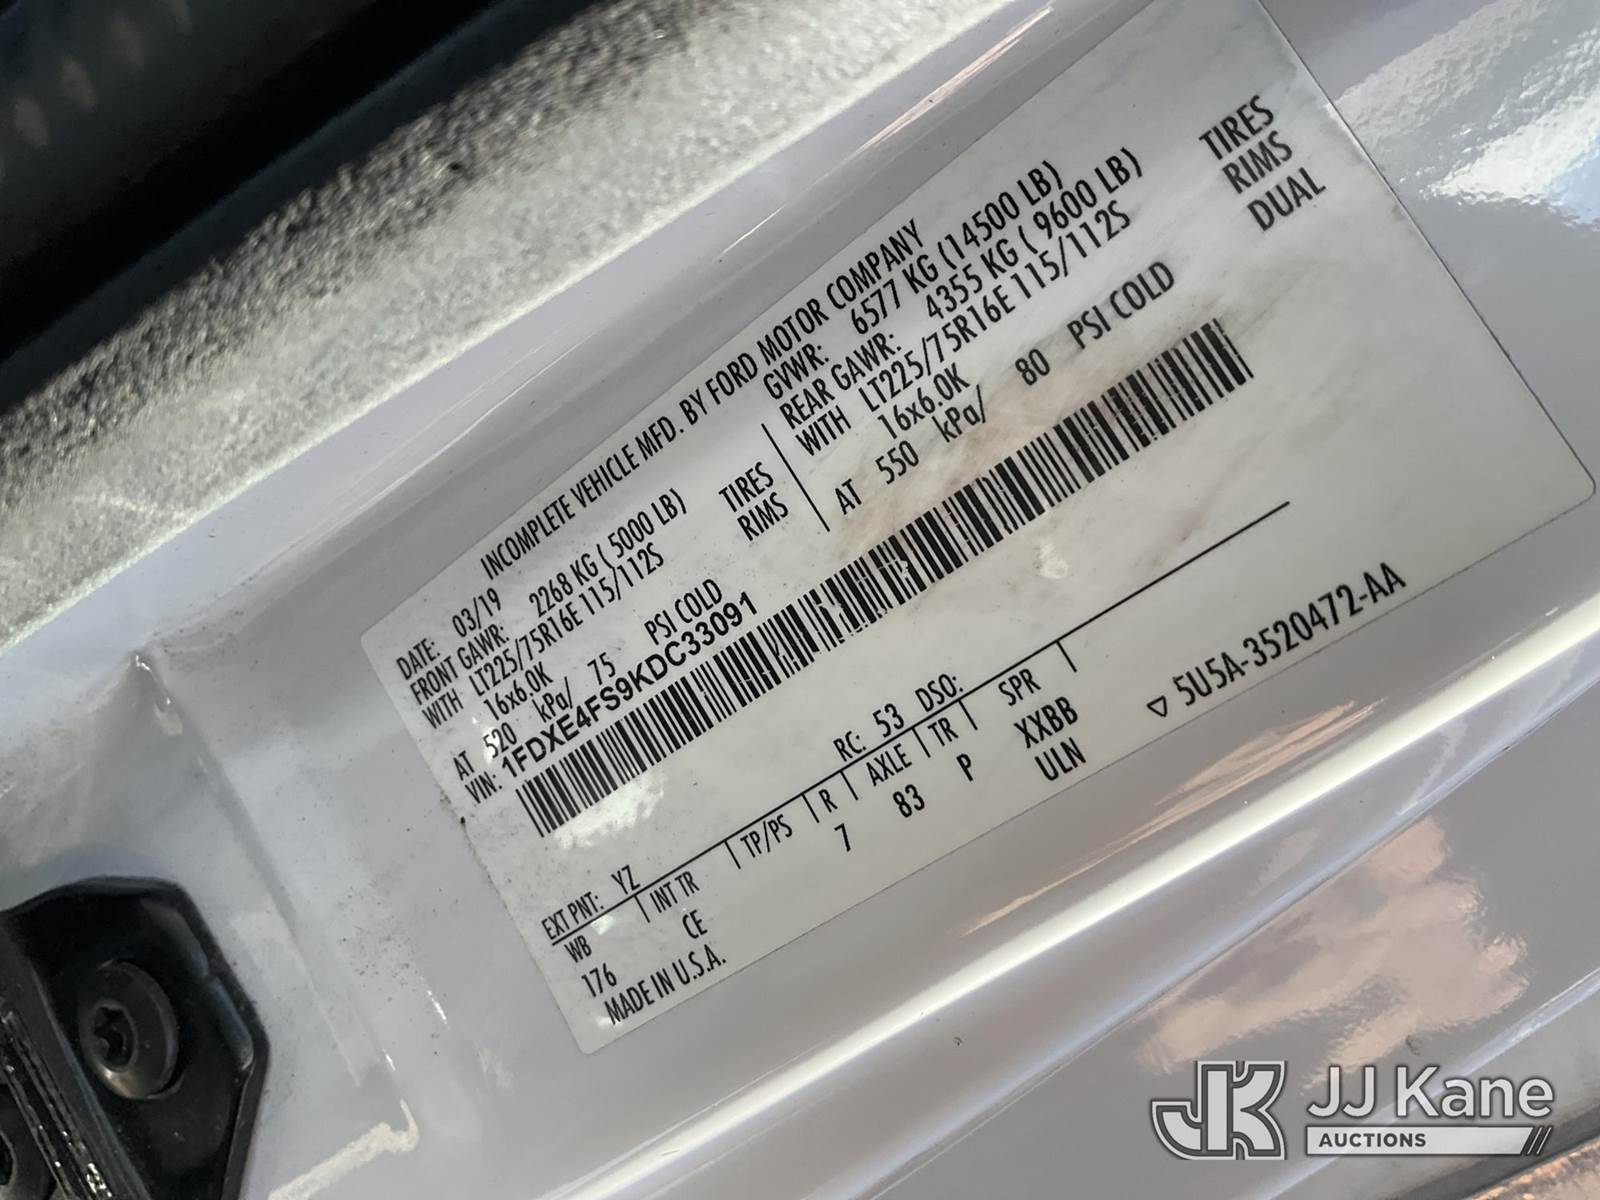 INCOMPLETE VEHICLE MFD. BY FORD MOTOR COMPANY
DATE: 03/19 GVWR: 6577 KG (14500 LB)
FRONT GAWR: 2268 KG ( 5000 LB) REAR GAWR: 4355 KG ( 9600 LB)
WITH LT225/75R16E 115/112S TIRES WITH LT225/75R16E 115/112S TIRES
16x6.0K RIMS 16x6.0K RIMS
AT 520 kPa/ 75 PSI COLD AT 550 kPa/ 80 PSI COLD DUAL
VIN: 1FDXE4FS9KDC33091
EXT PNT: YZ RC: 53 DSO:
WB INT TR TP/PS R AXLE TR SPR
176 CE 7 83 P XXBB
MADE IN U.S.A. ULN
5U5A-3520472-AA
JK JJ Kane
AUCTIONS